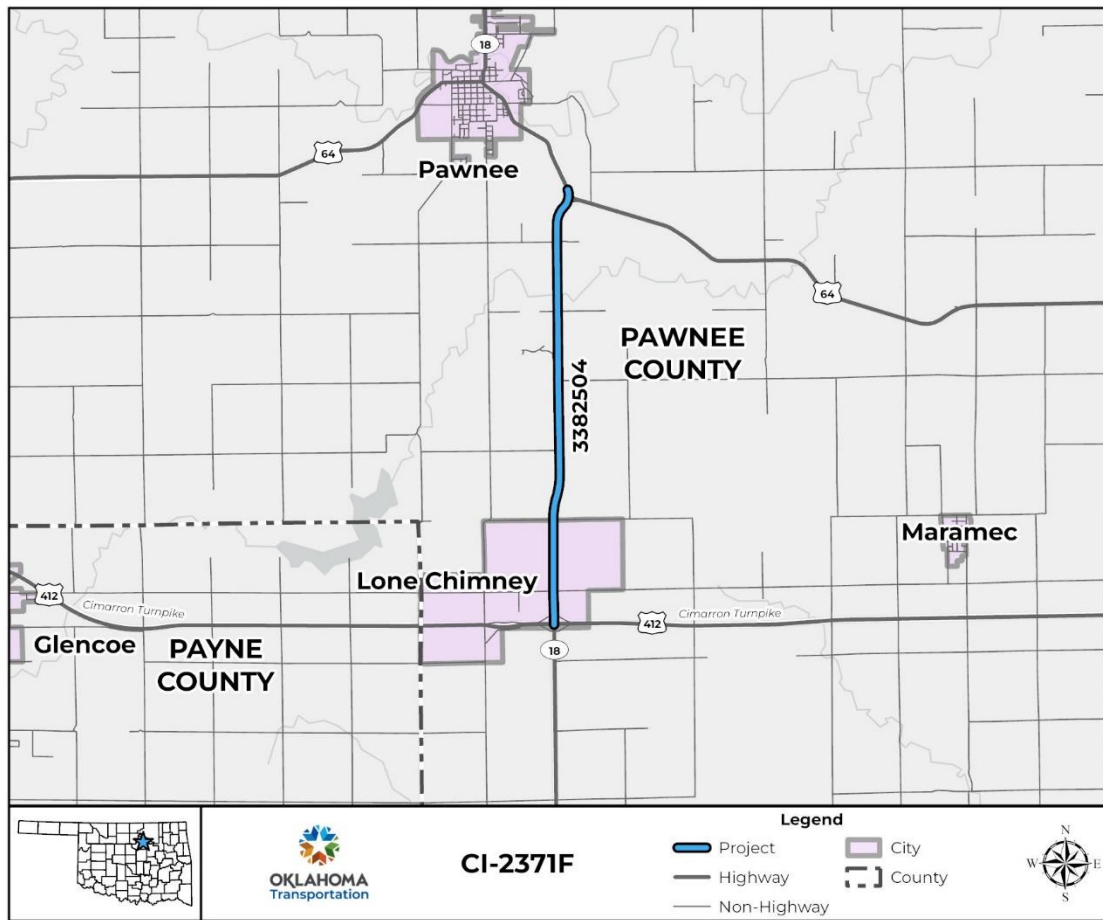 18
Pawnee
64
64
PAWNEE
COUNTY
3382504
Maramec
Lone Chimney
412
Cimarron Turnpike
Cimarron Turnpike
412
Glencoe
PAYNE
COUNTY
18
OKLAHOMA
Transportation
CI-2371F
Legend
Project
City
Highway
County
Non-Highway
N
W
E
S